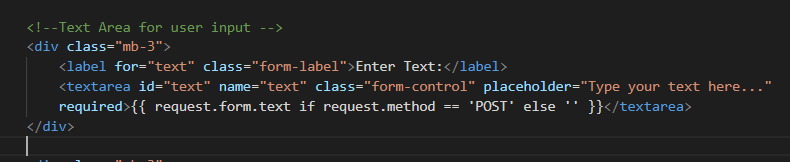 <!--Text Area for user input -->
<div class="mb-3">
<label for="text" class="form-label">Enter Text:</label>
<textarea id="text" name="text" class="form-control" placeholder="Type your text here..."
required>{{ request.form.text if request.method == 'POST' else '' }}</textarea>
</div>